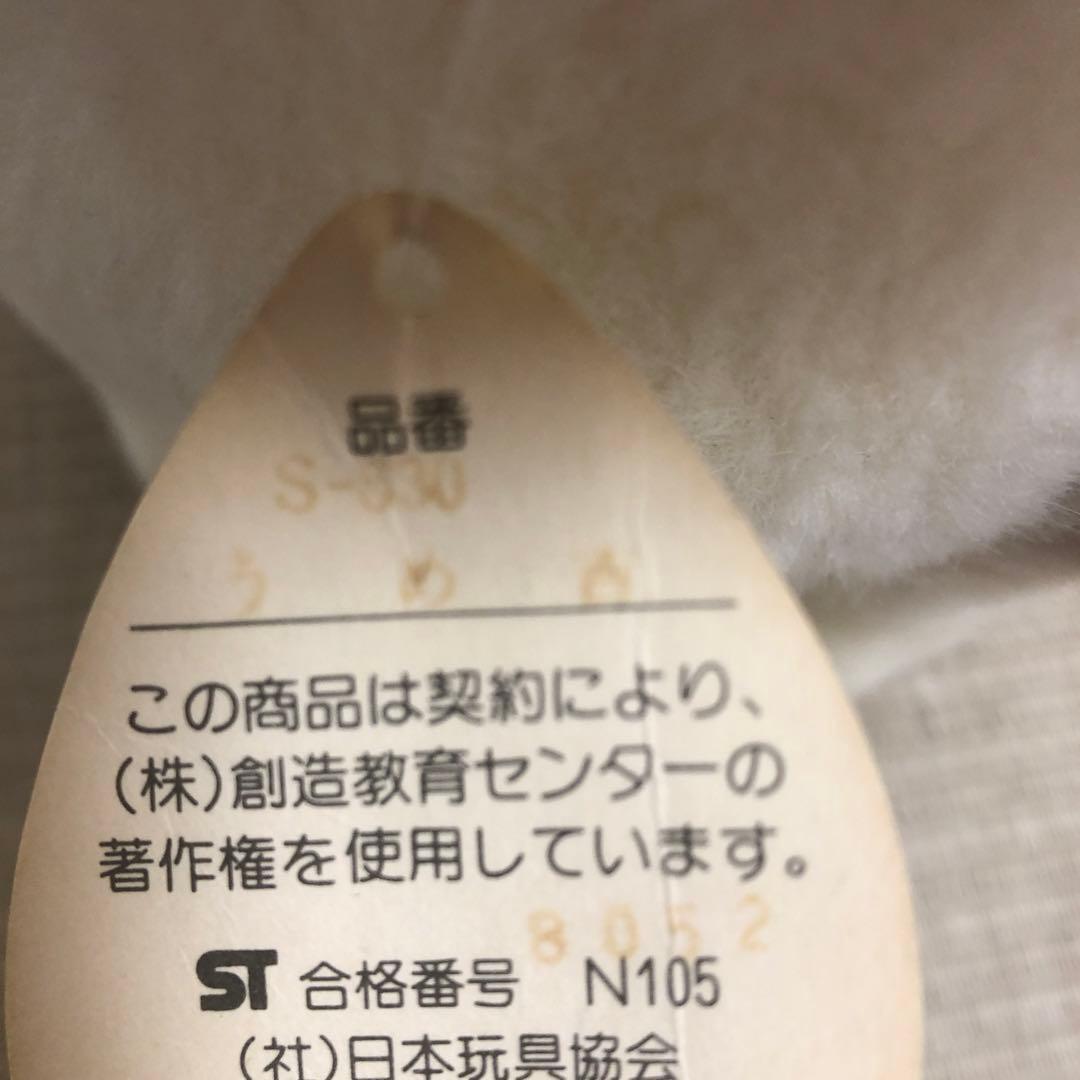 品番
う め
この商品は契約により、
(株)創造教育センターの
著作権を使用しています。
8052
ST 合格番号 N105
(社)日本玩具協会